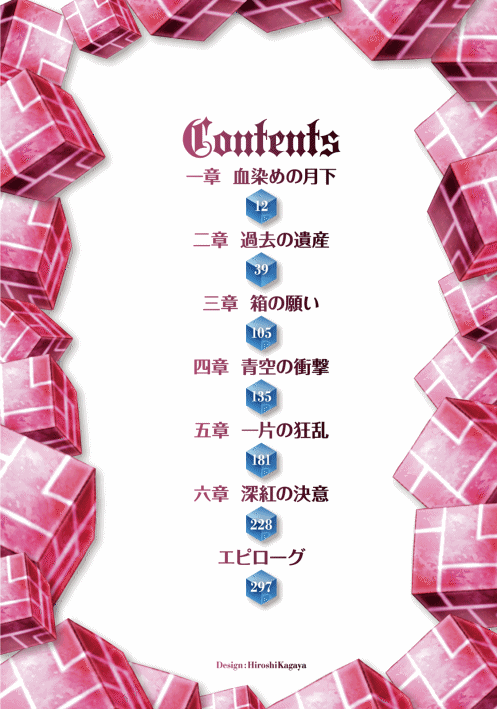 Contents
一章 血染めの月下
12
二章 過去の遺産
39
三章 箱の願い
105
四章 青空の衝撃
135
五章 一片の狂乱
181
六章 深紅の決意
228
エピローグ
297
Design : HiroshiKagaya